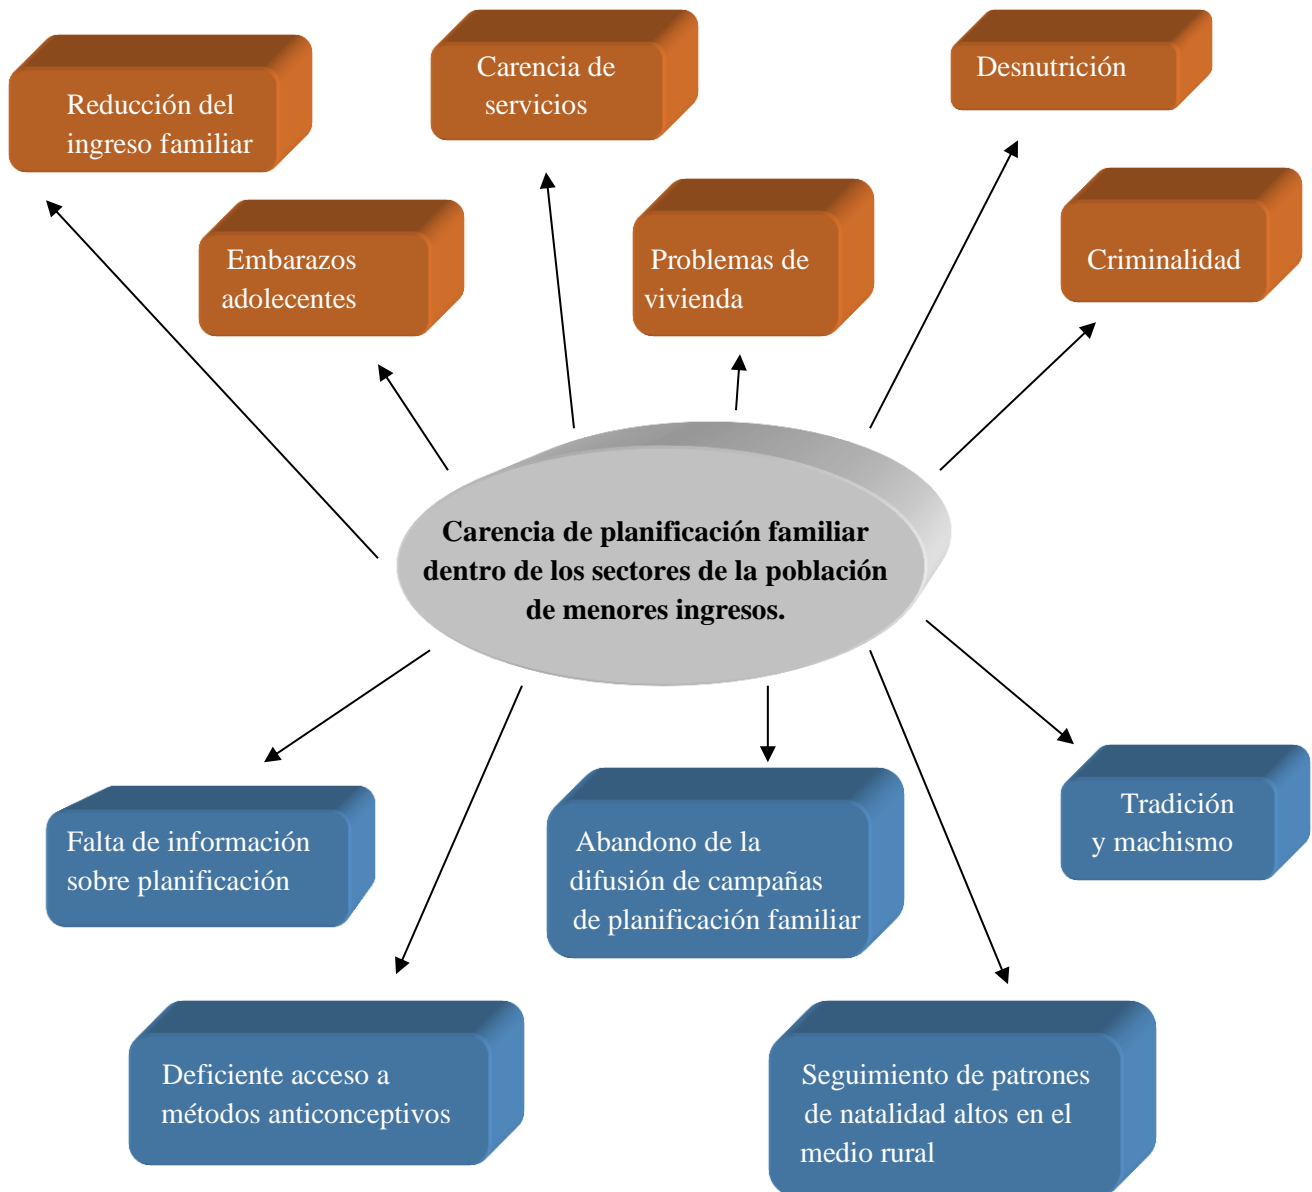 Reducción del
ingreso familiar
Carencia de
servicios
Desnutrición
Embarazos
adolecentes
Problemas de
vivienda
Criminalidad
Carencia de planificación familiar
dentro de los sectores de la población
de menores ingresos.
Falta de información
sobre planificación
Abandono de la
difusión de campañas
de planificación familiar
Tradición
y machismo
Deficiente acceso a
métodos anticonceptivos
Seguimiento de patrones
de natalidad altos en el
medio rural